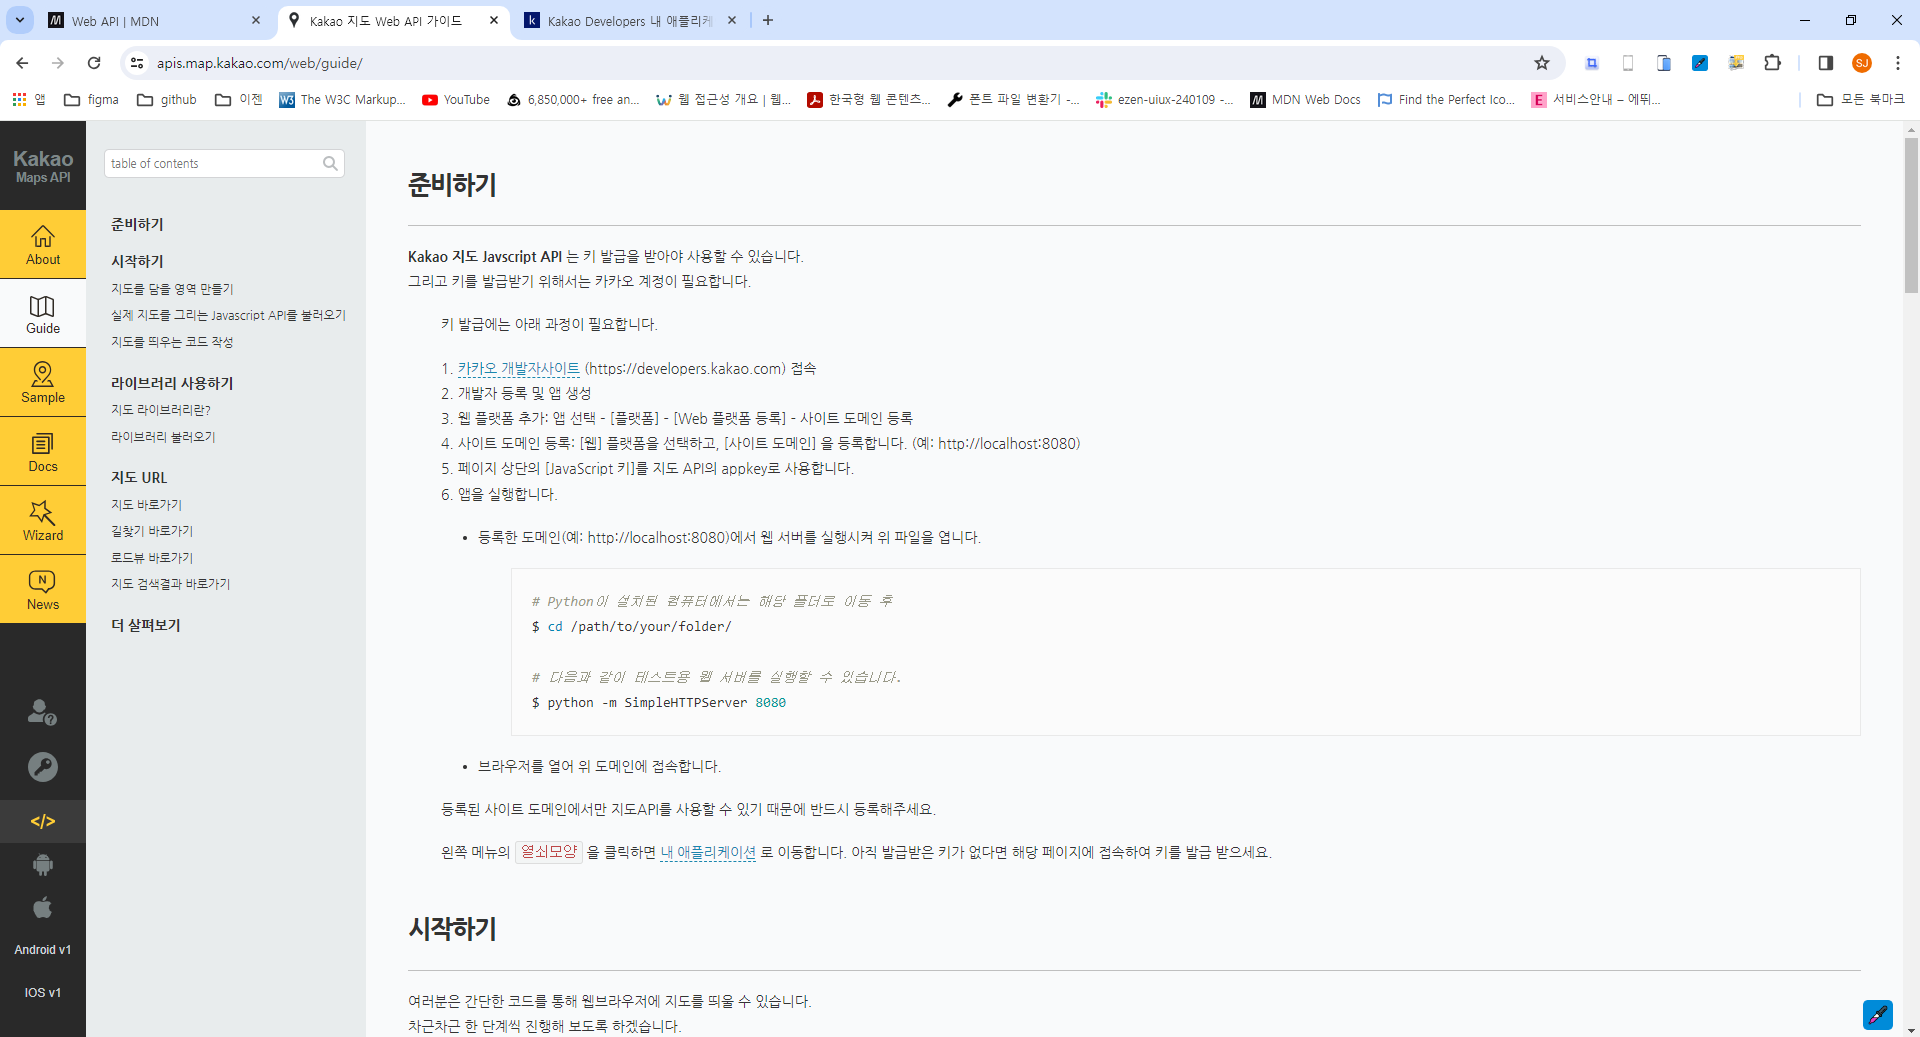 Web API | MDN
Kakao 지도 Web API 가이드
Kakao Developers 내 애플리케
apis.map.kakao.com/web/guide/
SJ
앱
figma
github
이젠
The W3C Markup...
YouTube
6,850,000+ free an...
웹 접근성 개요 | 웹...
한국형 웹 콘텐츠...
폰트 파일 변환기 -...
ezen-uiux-240109 -...
MDN Web Docs
Find the Perfect Ico...
서비스안내 – 에뛰...
모든 북마크
Kakao
Maps API
About
Guide
Sample
Docs
Wizard
News
Android v1
IOS v1
table of contents
준비하기
시작하기
지도를 담을 영역 만들기
실제 지도를 그리는 Javascript API를 불러오기
지도를 띄우는 코드 작성
라이브러리 사용하기
지도 라이브러리란?
라이브러리 불러오기
지도 URL
지도 바로가기
길찾기 바로가기
로드뷰 바로가기
지도 검색결과 바로가기
더 살펴보기
준비하기
Kakao 지도 Javscript API 는 키 발급을 받아야 사용할 수 있습니다.
그리고 키를 발급받기 위해서는 카카오 계정이 필요합니다.
키 발급에는 아래 과정이 필요합니다.
1. 카카오 개발자사이트 (https://developers.kakao.com) 접속
2. 개발자 등록 및 앱 생성
3. 웹 플랫폼 추가: 앱 선택 - [플랫폼] - [Web 플랫폼 등록] - 사이트 도메인 등록
4. 사이트 도메인 등록: [웹] 플랫폼을 선택하고, [사이트 도메인] 을 등록합니다. (예: http://localhost:8080)
5. 페이지 상단의 [JavaScript 키]를 지도 API의 appkey로 사용합니다.
6. 앱을 실행합니다.
• 등록한 도메인(예: http://localhost:8080)에서 웹 서버를 실행시켜 위 파일을 엽니다.
# Python이 설치된 컴퓨터에서는 해당 폴더로 이동 후
$ cd /path/to/your/folder/
# 다음과 같이 테스트용 웹 서버를 실행할 수 있습니다.
$ python -m SimpleHTTPServer 8080
• 브라우저를 열어 위 도메인에 접속합니다.
등록된 사이트 도메인에서만 지도API를 사용할 수 있기 때문에 반드시 등록해주세요.
왼쪽 메뉴의 열쇠모양 을 클릭하면 내 애플리케이션 로 이동합니다. 아직 발급받은 키가 없다면 해당 페이지에 접속하여 키를 발급 받으세요.
시작하기
여러분은 간단한 코드를 통해 웹브라우저에 지도를 띄울 수 있습니다.
차근차근 한 단계씩 진행해 보도록 하겠습니다.